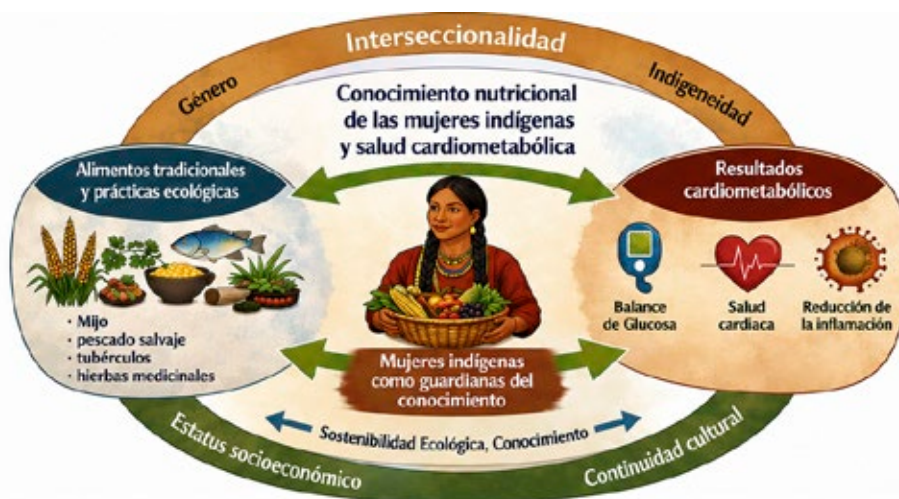 Interseccionalidad
Género
Indigeneidad
Conocimiento nutricional
de las mujeres indígenas
y salud cardiometabólica
Alimentos tradicionales
y prácticas ecológicas
· Mijo
· pescado salvaje
· tubérculos
· hierbas medicinales
Resultados
cardiometabólicos
Balance
de Glucosa
Salud
cardiaca
Reducción de
la inflamación
Mujeres indígenas
como guardianas del
conocimiento
Sostenibilidad Ecológica, Conocimiento
Estatus socioeconómico
Continuidad cultural